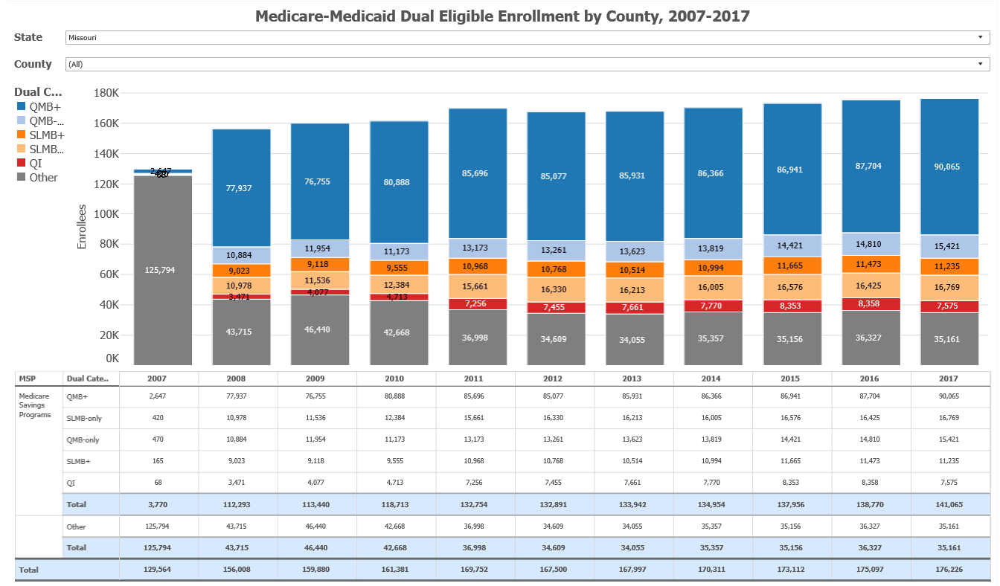 Medicare-Medicaid Dual Eligible Enrollment by County, 2007-2017
State Missouri
County (All)
Dual C...
QMB+
QMB-...
SLMB+
SLMB...
QI
Other
Enrollees
180K
160K
140K
120K
100K
80K
60K
40K
20K
0K
2,647
125,794
77,937
10,884
9,023
10,978
3,471
43,715
76,755
11,954
9,118
11,536
4,077
46,440
80,888
11,173
9,555
12,384
4,713
42,668
85,696
13,173
10,968
15,661
7,256
36,998
85,077
13,261
10,768
16,330
7,455
34,609
85,931
13,623
10,514
16,213
7,661
34,055
86,366
13,819
10,994
16,005
7,770
35,357
86,941
14,421
11,665
16,576
8,353
35,156
87,704
14,810
11,473
16,425
8,358
36,327
90,065
15,421
11,235
16,769
7,575
35,161
MSP Dual Cate.. 2007 2008 2009 2010 2011 2012 2013 2014 2015 2016 2017
Medicare Savings Programs QMB+ 2,647 77,937 76,755 80,888 85,696 85,077 85,931 86,366 86,941 87,704 90,065
SLMB-only 420 10,978 11,536 12,384 15,661 16,330 16,213 16,005 16,576 16,425 16,769
QMB-only 470 10,884 11,954 11,173 13,173 13,261 13,623 13,819 14,421 14,810 15,421
SLMB+ 165 9,023 9,118 9,555 10,968 10,768 10,514 10,994 11,665 11,473 11,235
QI 68 3,471 4,077 4,713 7,256 7,455 7,661 7,770 8,353 8,358 7,575
Total 3,770 112,293 113,440 118,713 132,754 132,891 133,942 134,954 137,956 138,770 141,065
Other 125,794 43,715 46,440 42,668 36,998 34,609 34,055 35,357 35,156 36,327 35,161
Total 125,794 43,715 46,440 42,668 36,998 34,609 34,055 35,357 35,156 36,327 35,161
Total 129,564 156,008 159,880 161,381 169,752 167,500 167,997 170,311 173,112 175,097 176,226